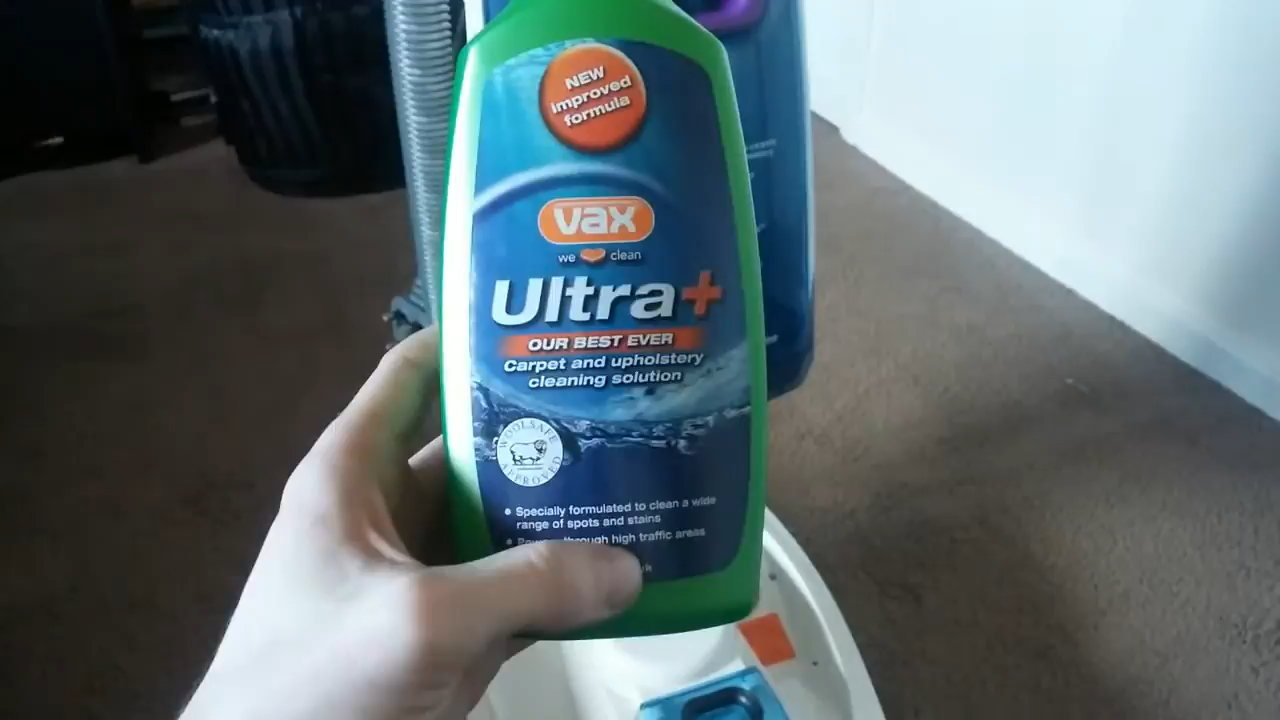 NEW
improved
formula
vax
we clean
Ultra+
OUR BEST EVER
Carpet and upholstery
cleaning solution
WOOLSAFE
APPROVED
• Specially formulated to clean a wide
range of spots and stains
• through high traffic areas